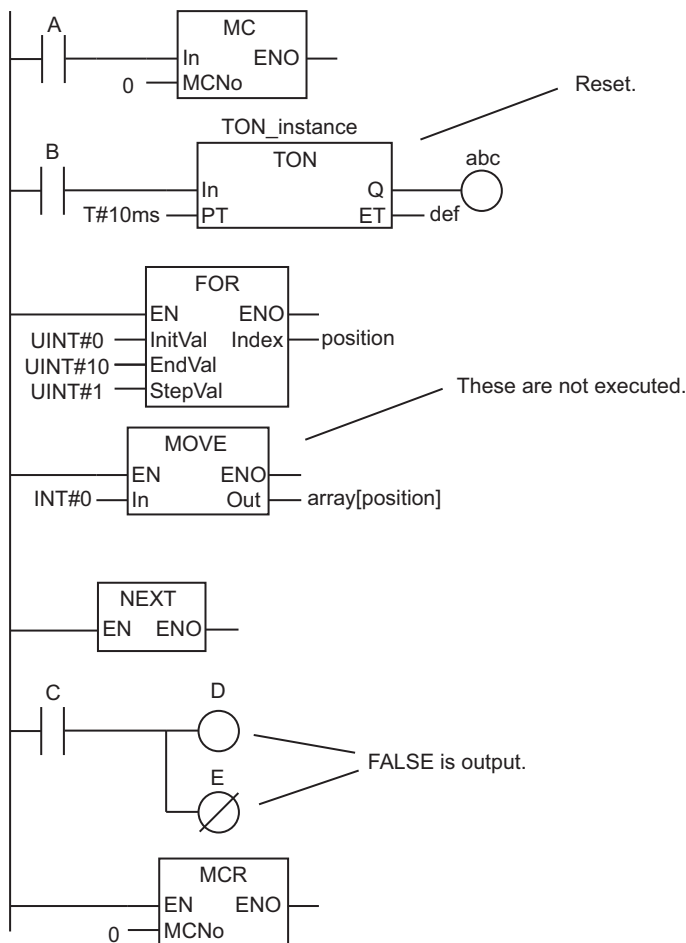 A
MC
In ENO
0 MCNo
Reset.
TON_instance
B
TON
abc
In Q
T#10ms PT ET def
FOR
EN ENO
UINT#0 InitVal Index position
UINT#10 EndVal
UINT#1 StepVal
These are not executed.
MOVE
EN ENO
INT#0 In Out array[position]
NEXT
EN ENO
C D
FALSE is output.
E
MCR
EN ENO
0 MCNo